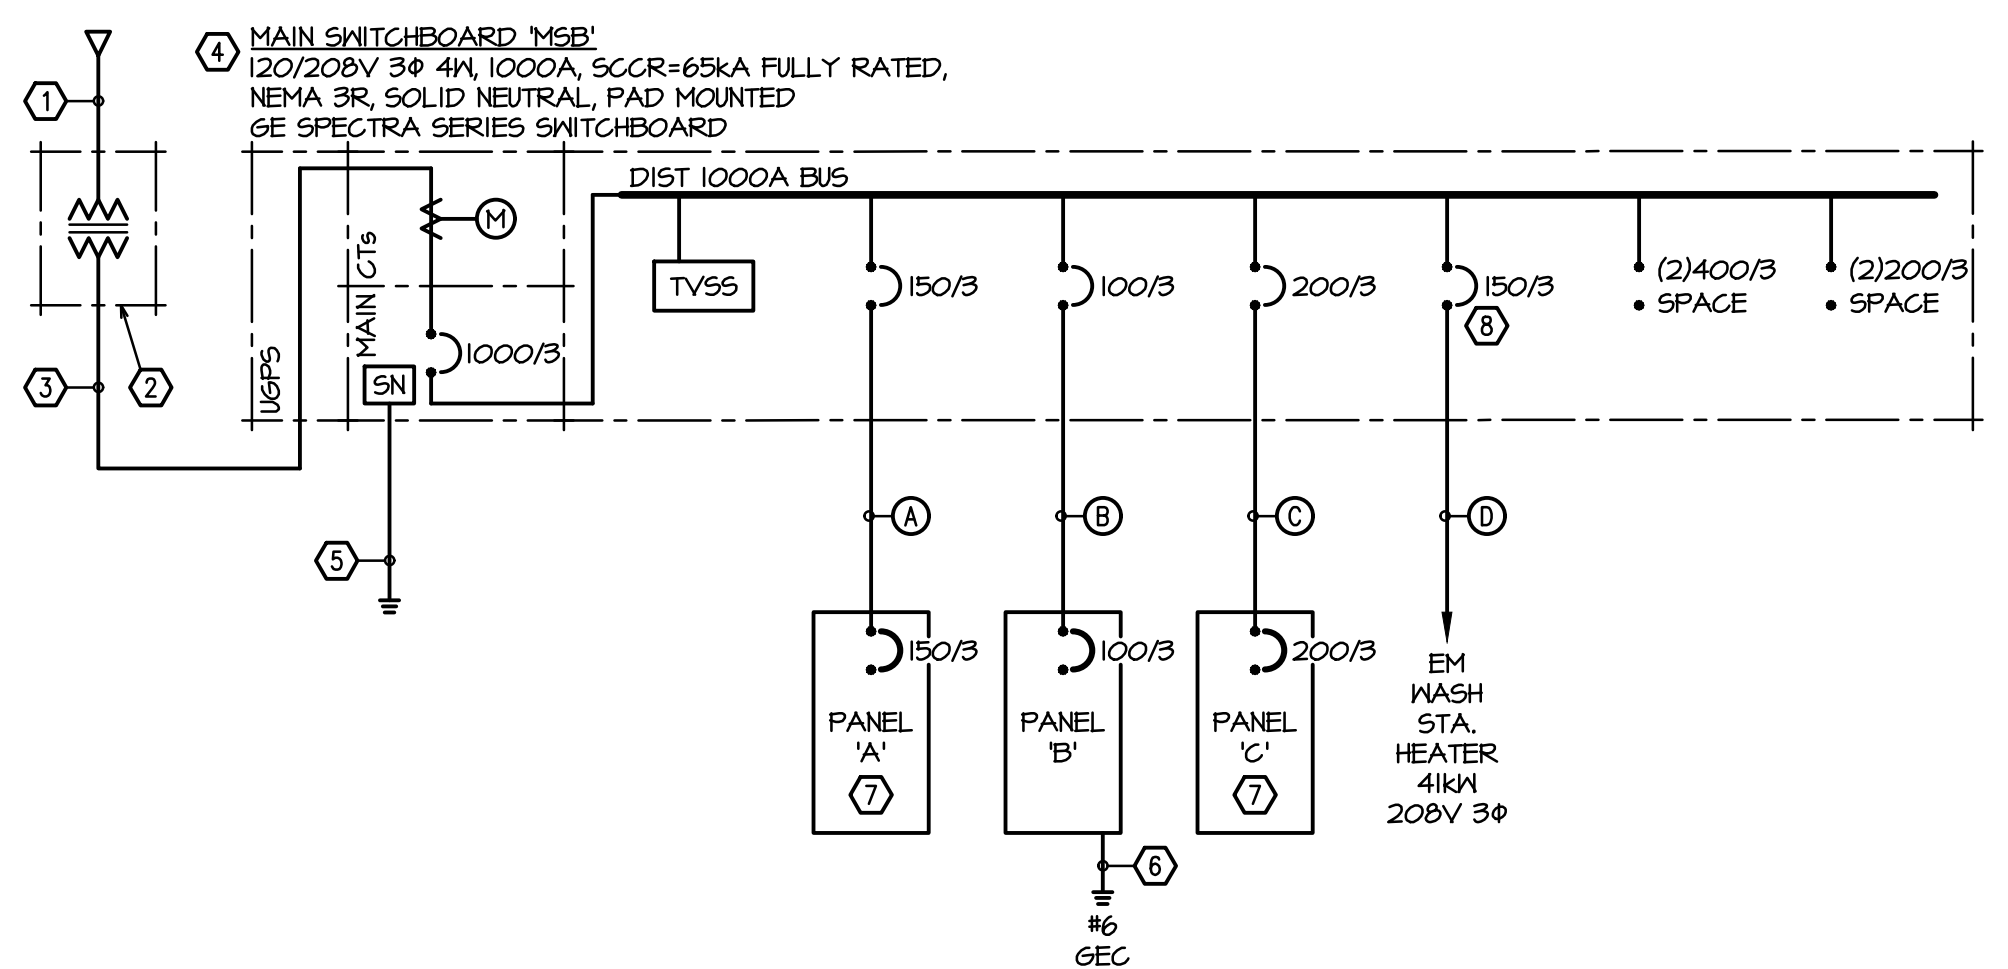 4
MAIN SWITCHBOARD 'MSB'
120/208V 3Φ 4W, 1000A, SCCR=65kA FULLY RATED,
NEMA 3R, SOLID NEUTRAL, PAD MOUNTED
GE SPECTRA SERIES SWITCHBOARD
1
2
3
UGPS
MAIN CTs
M
1000/3
SN
5
DIST 1000A BUS
TVSS
150/3
100/3
200/3
150/3
8
(2)400/3
SPACE
(2)200/3
SPACE
A
B
C
D
150/3
PANEL
'A'
7
100/3
PANEL
'B'
6
#6
GEC
200/3
PANEL
'C'
7
EM
WASH
STA.
HEATER
41kW
208V 3Φ